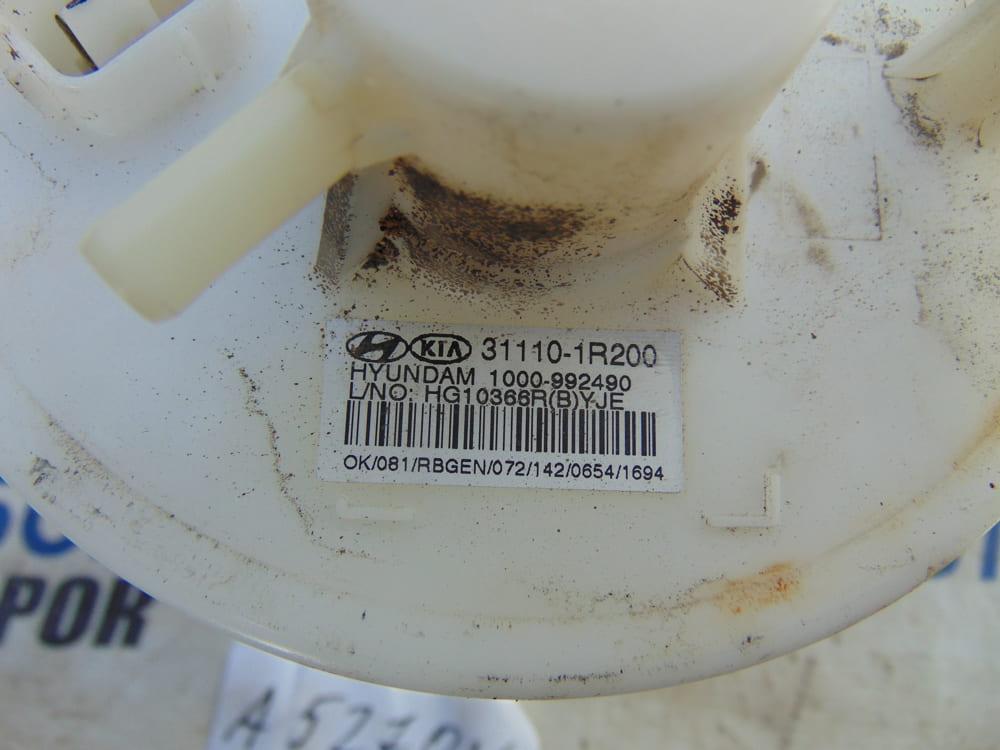 KIA 31110-1R200
HYUNDAM 1000-992490
L/NO: HG10366R(B)YJE
OK/081/RBGEN/072/142/0654/1694